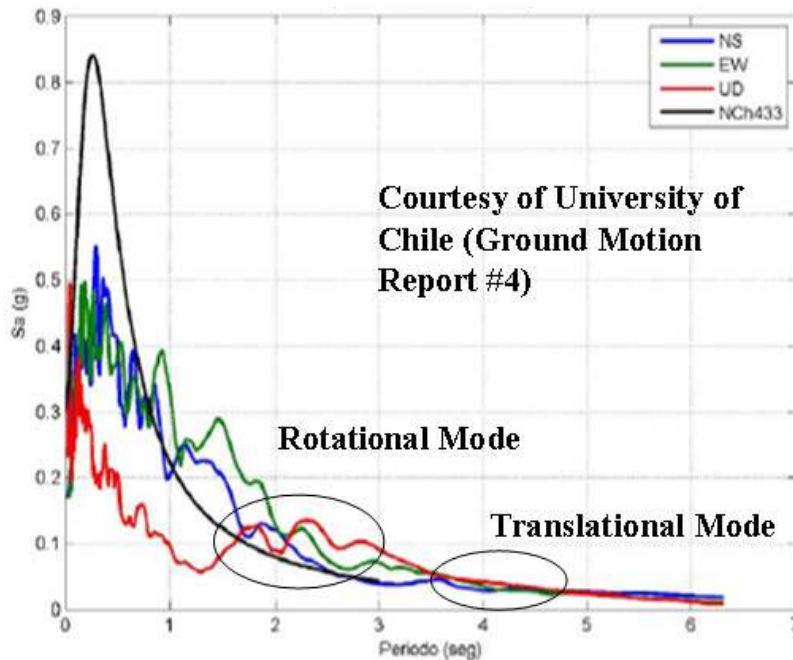 0.9
0.8
0.7
0.6
0.5
0.4
0.3
0.2
0.1
0
Sa (g)
NS
EW
UD
NCh433
Courtesy of University of
Chile (Ground Motion
Report #4)
Rotational Mode
Translational Mode
0 1 2 3 4 5 6 7
Periodo (seg)